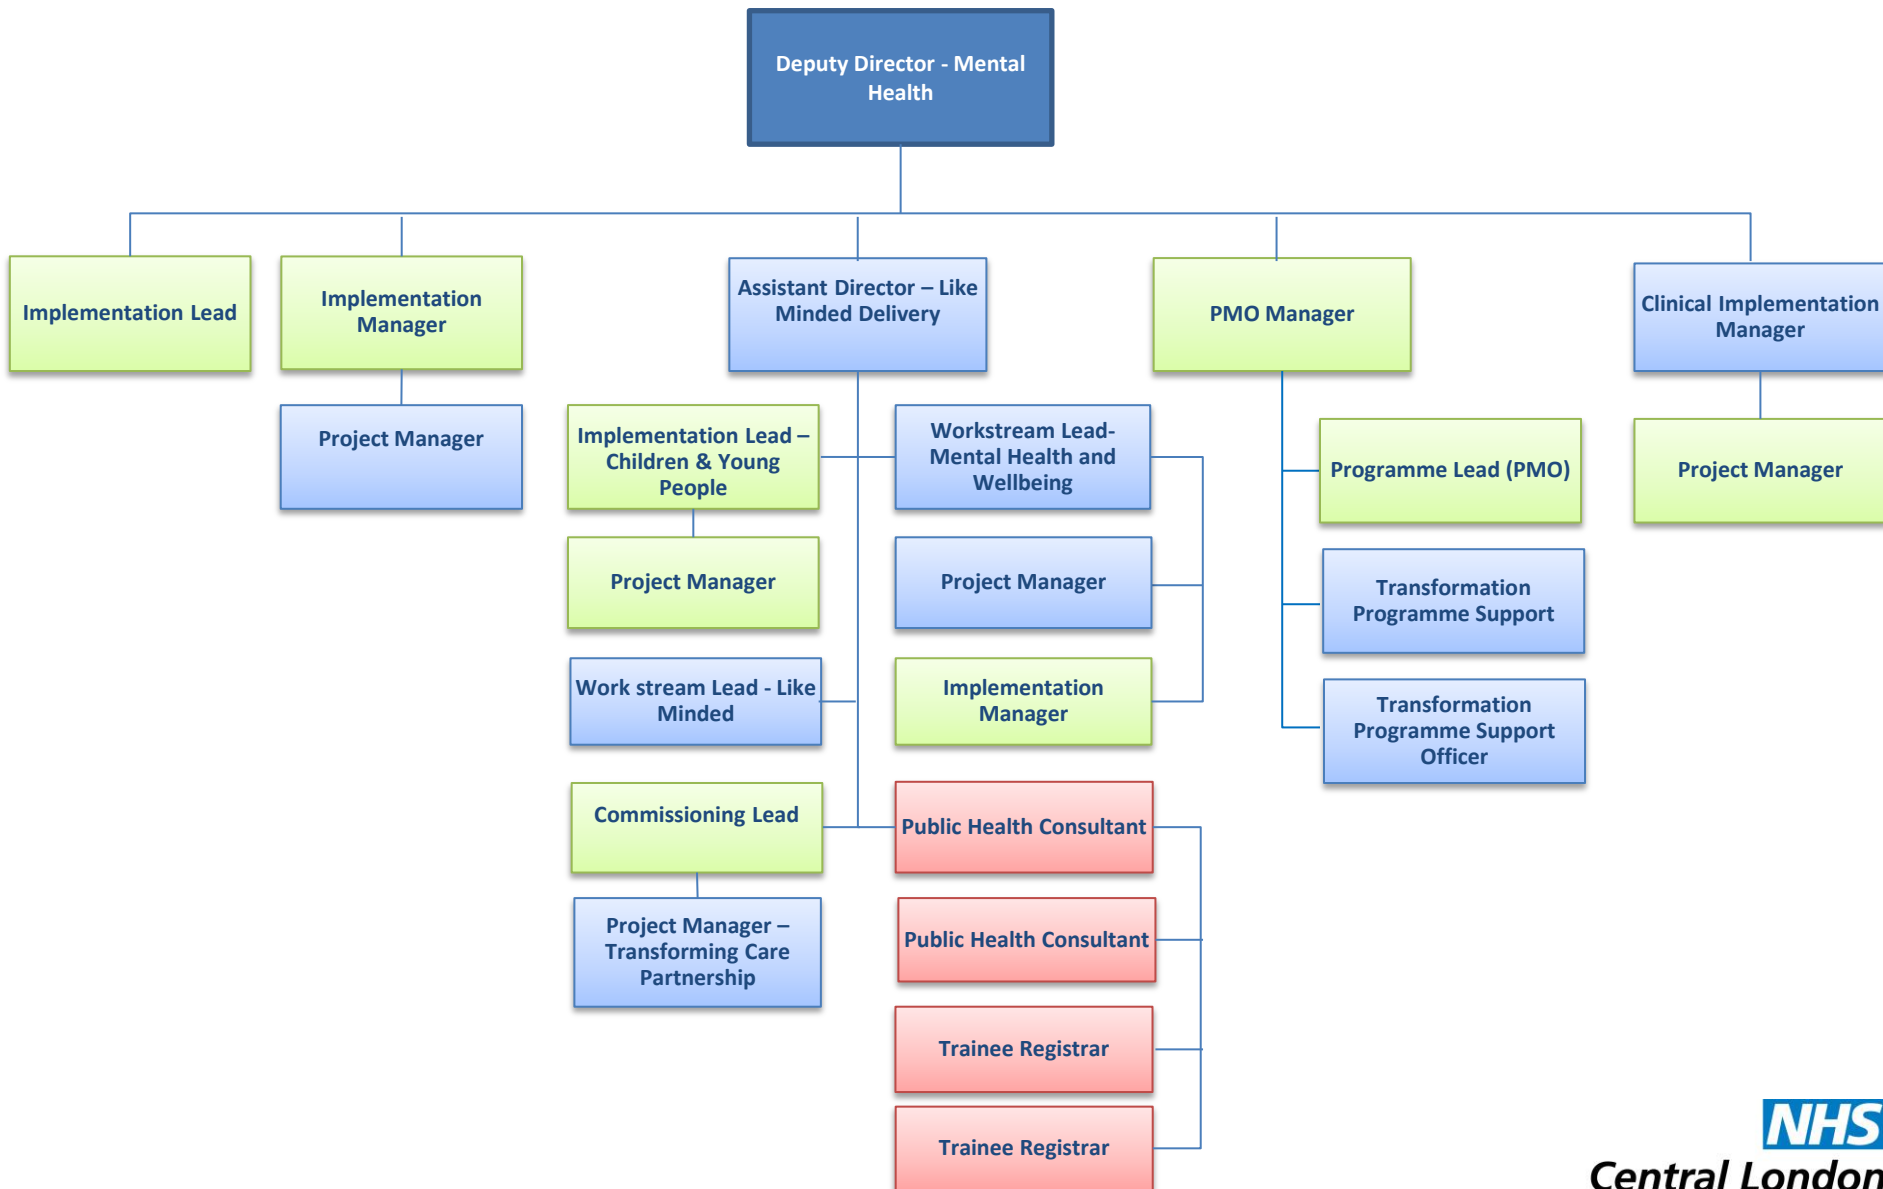 Deputy Director - Mental
Health
Implementation Lead
Implementation
Manager
Assistant Director – Like
Minded Delivery
PMO Manager
Clinical Implementation
Manager
Project Manager
Implementation Lead –
Children & Young
People
Workstream Lead-
Mental Health and
Wellbeing
Programme Lead (PMO)
Project Manager
Project Manager
Project Manager
Transformation
Programme Support
Work stream Lead - Like
Minded
Implementation
Manager
Transformation
Programme Support
Officer
Commissioning Lead
Public Health Consultant
Project Manager –
Transforming Care
Partnership
Public Health Consultant
Trainee Registrar
Trainee Registrar
NHS
Central London